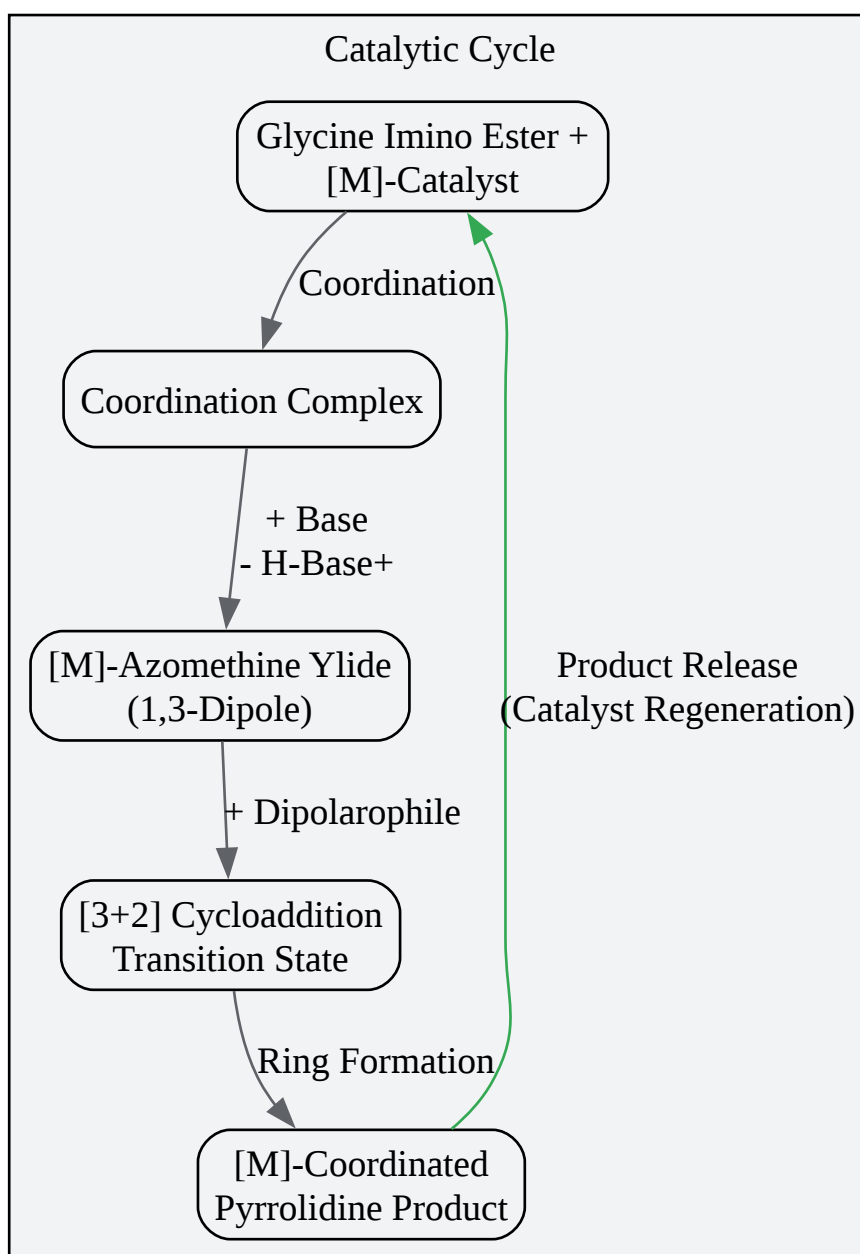 Catalytic Cycle
Glycine Imino Ester +
[M]-Catalyst
Coordination
Coordination Complex
+ Base
- H-Base+
[M]-Azomethine Ylide
(1,3-Dipole)
Product Release
(Catalyst Regeneration)
+ Dipolarophile
[3+2] Cycloaddition
Transition State
Ring Formation
[M]-Coordinated
Pyrrolidine Product